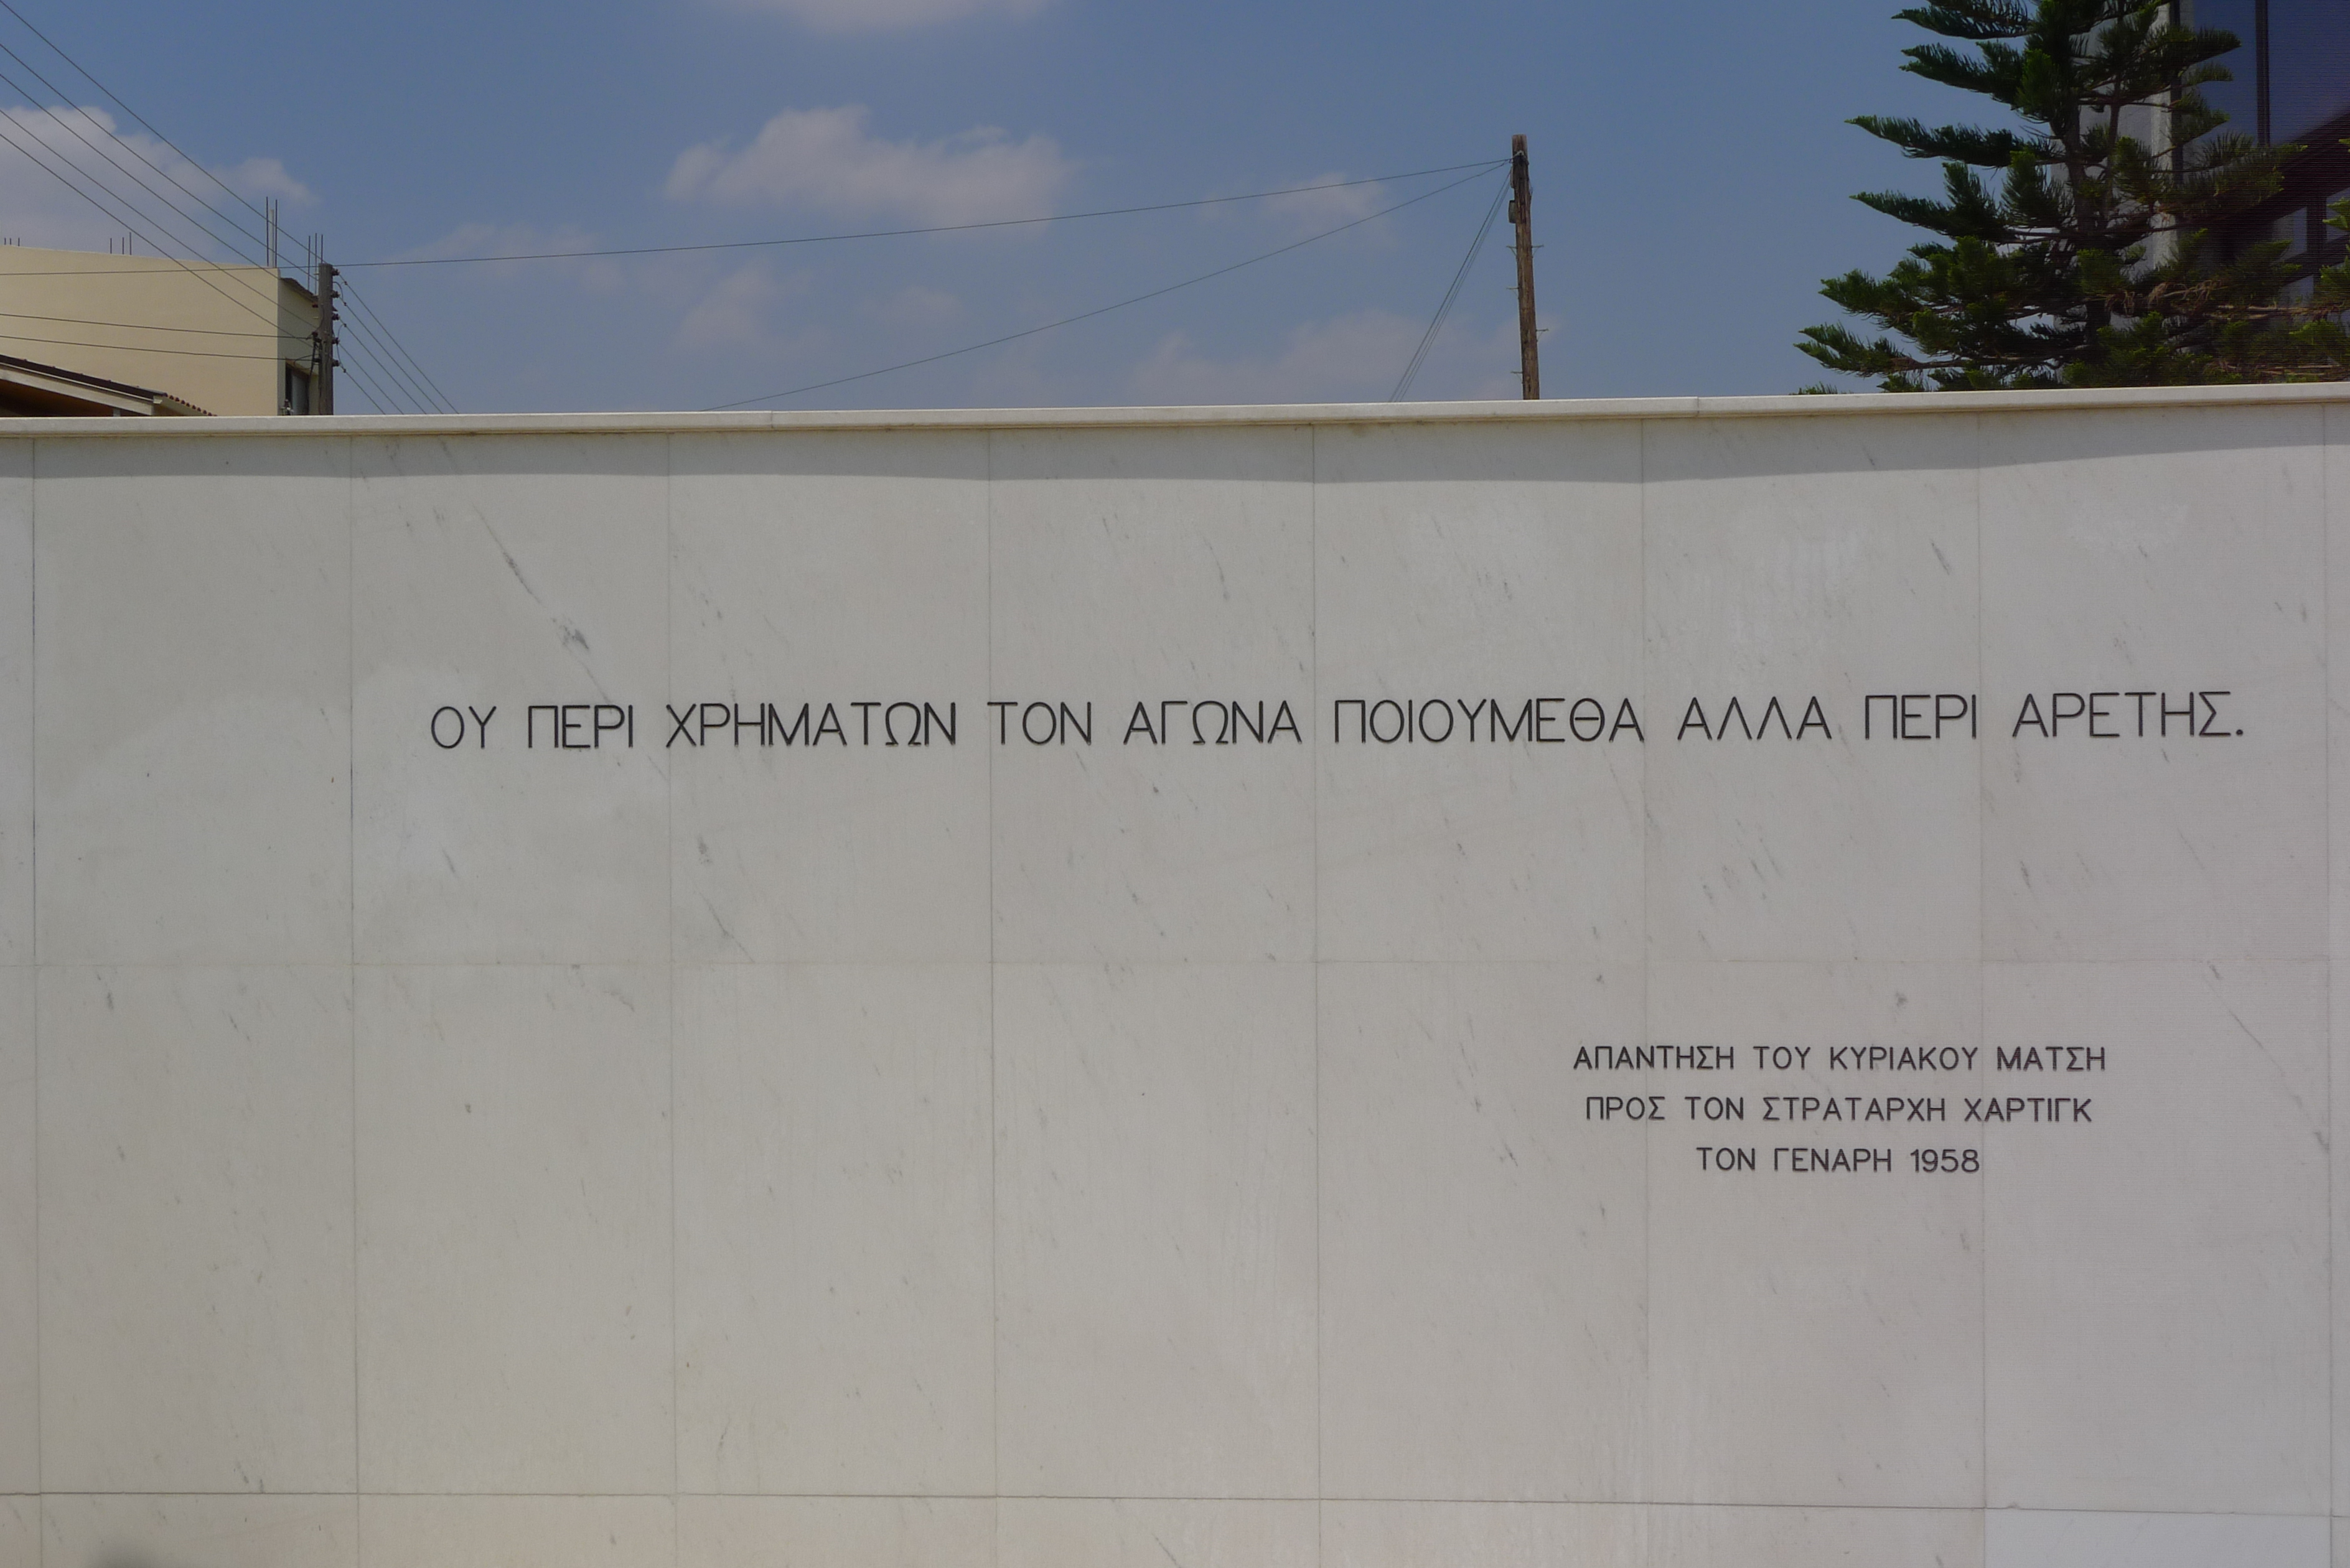 ΟΥ ΠΕΡΙ ΧΡΗΜΑΤΩΝ ΤΟΝ ΑΓΩΝΑ ΠΟΙΟΥΜΕΘΑ ΑΛΛΑ ΠΕΡΙ ΑΡΕΤΗΣ.
ΑΠΑΝΤΗΣΗ ΤΟΥ ΚΥΡΙΑΚΟΥ ΜΑΤΣΗ
ΠΡΟΣ ΤΟΝ ΣΤΡΑΤΑΡΧΗ ΧΑΡΤΙΓΚ
ΤΟΝ ΓΕΝΑΡΗ 1958